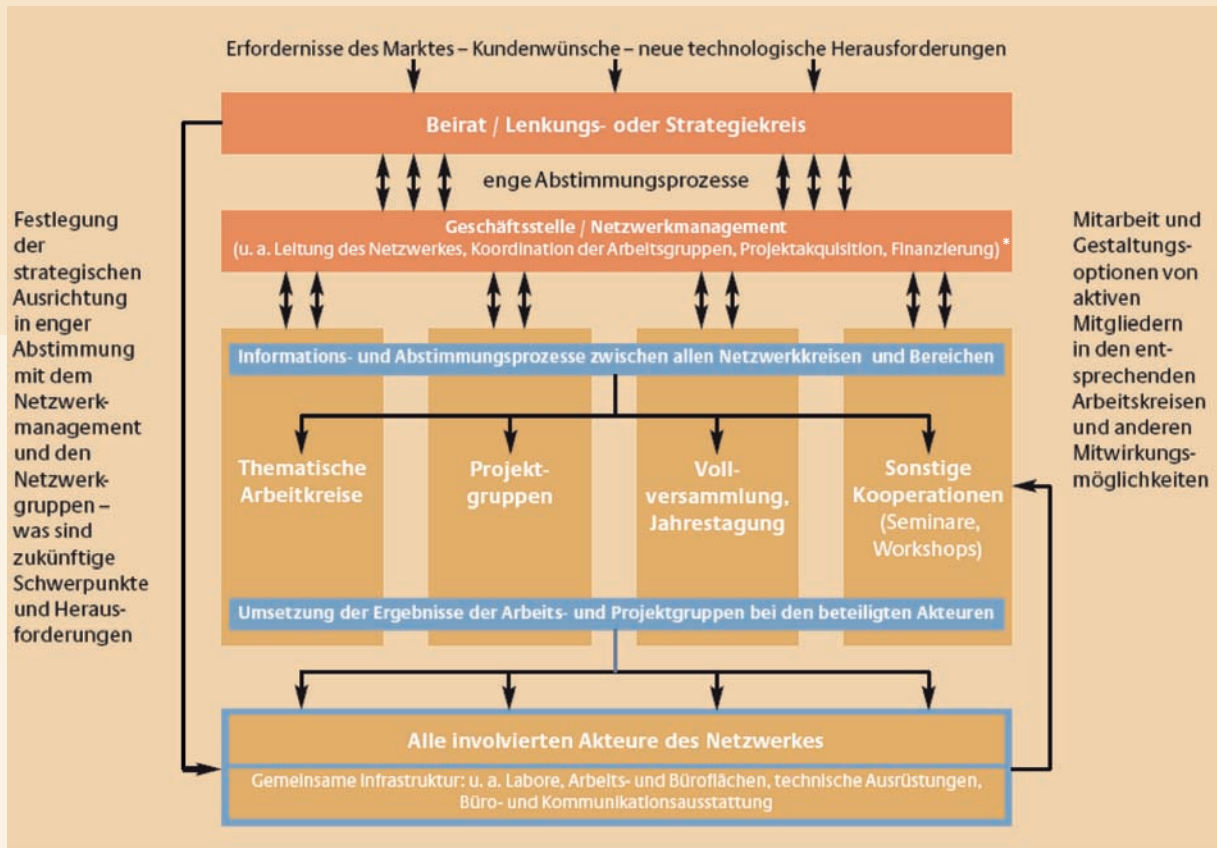 Erfordernisse des Marktes – Kundenwünsche – neue technologische Herausforderungen
Beirat / Lenkungs- oder Strategiekreis
enge Abstimmungsprozesse
Geschäftsstelle / Netzwerkmanagement
(u. a. Leitung des Netzwerkes, Koordination der Arbeitsgruppen, Projektakquisition, Finanzierung) *
Festlegung
der
strategischen
Ausrichtung
in enger
Abstimmung
mit dem
Netzwerk-
management
und den
Netzwerk-
gruppen –
was sind
zukünftige
Schwerpunkte
und Heraus-
forderungen
Informations- und Abstimmungsprozesse zwischen allen Netzwerkkreisen und Bereichen
Thematische
Arbeitkreise
Projekt-
gruppen
Voll-
versammlung,
Jahrestagung
Sonstige
Kooperationen
(Seminare,
Workshops)
Mitarbeit und
Gestaltungs-
optionen von
aktiven
Mitgliedern
in den ent-
sprechenden
Arbeitskreisen
und anderen
Mitwirkungs-
möglichkeiten
Umsetzung der Ergebnisse der Arbeits- und Projektgruppen bei den beteiligten Akteuren
Alle involvierten Akteure des Netzwerkes
Gemeinsame Infrastruktur: u. a. Labore, Arbeits- und Büroflächen, technische Ausrüstungen,
Büro- und Kommunikationsausstattung